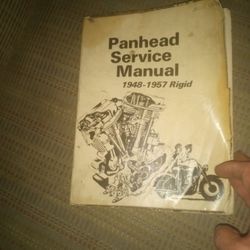 Panhead
Service
Manual
1948-1957 Rigid